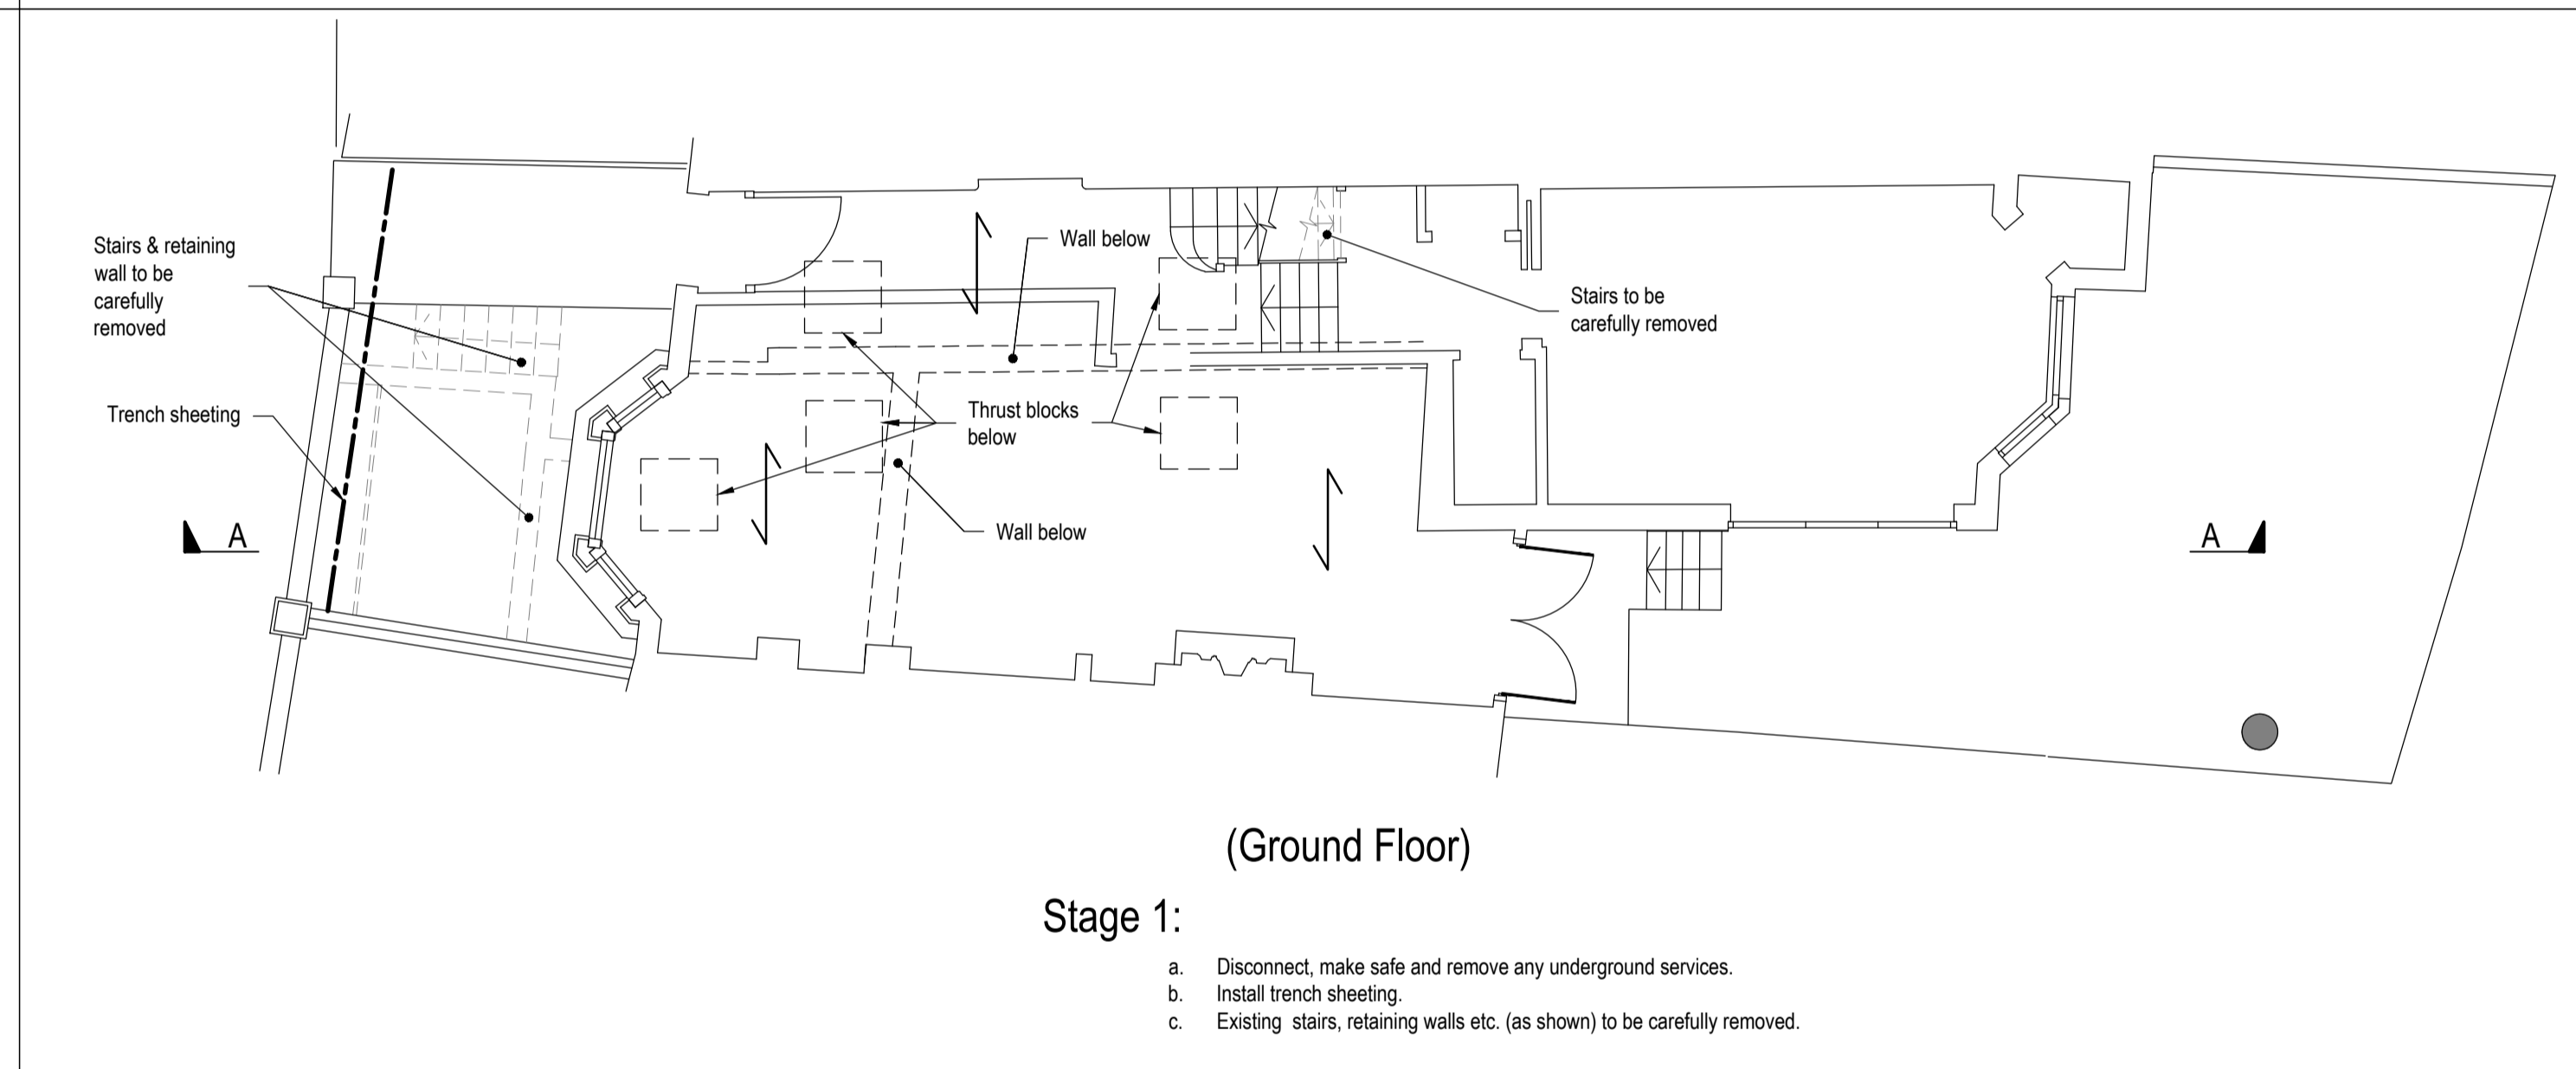 Stairs & retaining
wall to be
carefully
removed
Trench sheeting
Wall below
Stairs to be
carefully removed
Thrust blocks
below
Wall below
A
A
(Ground Floor)
Stage 1:
a. Disconnect, make safe and remove any underground services.
b. Install trench sheeting.
c. Existing stairs, retaining walls etc. (as shown) to be carefully removed.